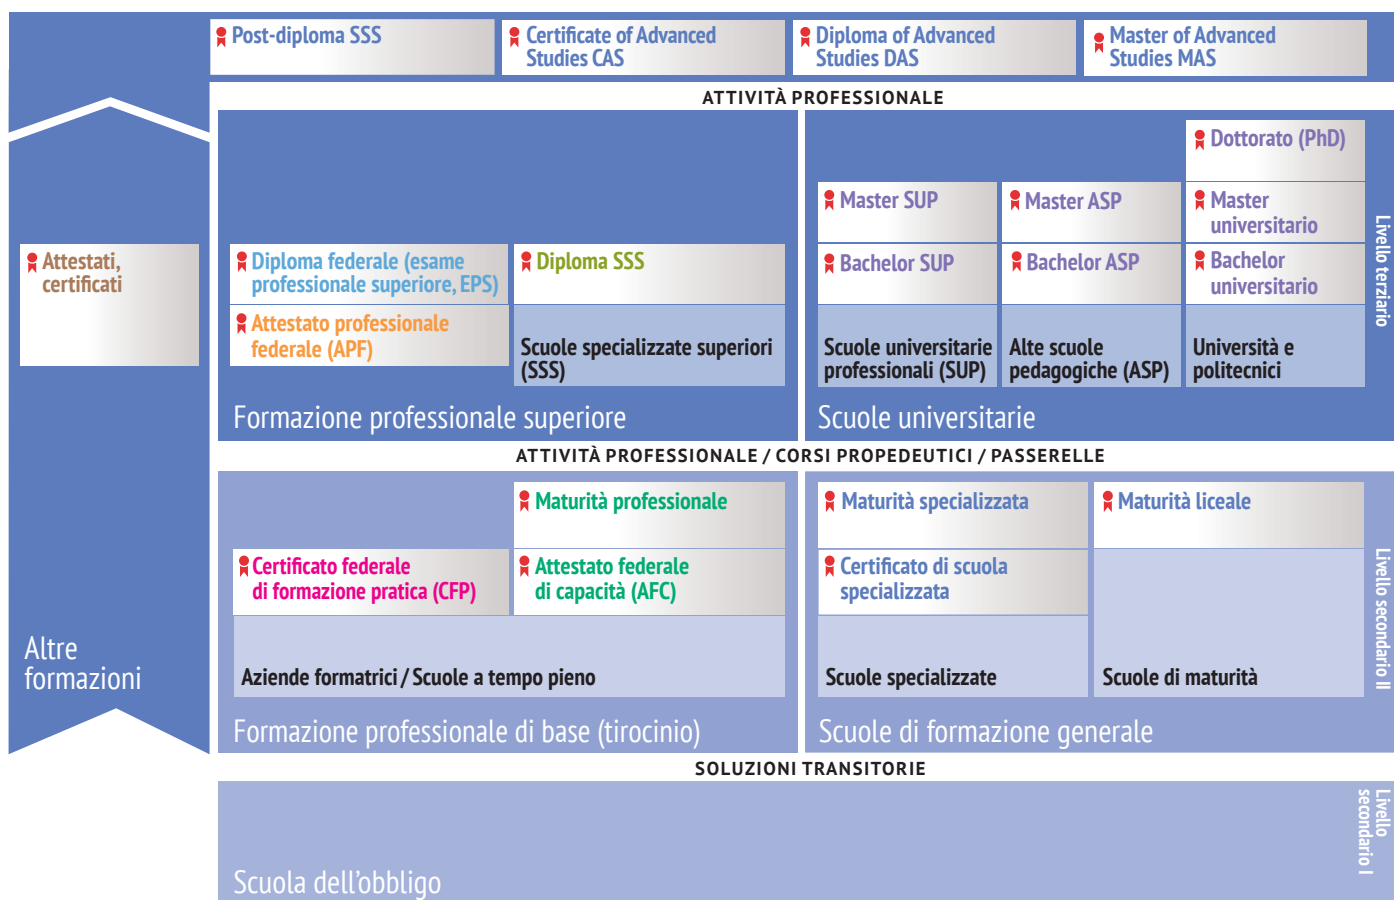 Post-diploma SSS
Certificate of Advanced
Studies CAS
Diploma of Advanced
Studies DAS
Master of Advanced
Studies MAS
ATTIVITÀ PROFESSIONALE
Dottorato (PhD)
Master SUP
Master ASP
Master
universitario
Attestati,
certificati
Diploma federale (esame
professionale superiore, EPS)
Diploma SSS
Bachelor SUP
Bachelor ASP
Bachelor
universitario
Attestato professionale
federale (APF)
Scuole specializzate superiori
(SSS)
Scuole universitarie
professionali (SUP)
Alte scuole
pedagogiche (ASP)
Università e
politecnici
Formazione professionale superiore
Scuole universitarie
Livello terziario
ATTIVITÀ PROFESSIONALE / CORSI PROPEDEUTICI / PASSERELLE
Maturità professionale
Maturità specializzata
Maturità liceale
Certificato federale
di formazione pratica (CFP)
Attestato federale
di capacità (AFC)
Certificato di scuola
specializzata
Altre
formazioni
Aziende formatrici / Scuole a tempo pieno
Scuole specializzate
Scuole di maturità
Formazione professionale di base (tirocinio)
Scuole di formazione generale
Livello secondario II
SOLUZIONI TRANSITORIE
Livello
secondario I
Scuola dell’obbligo